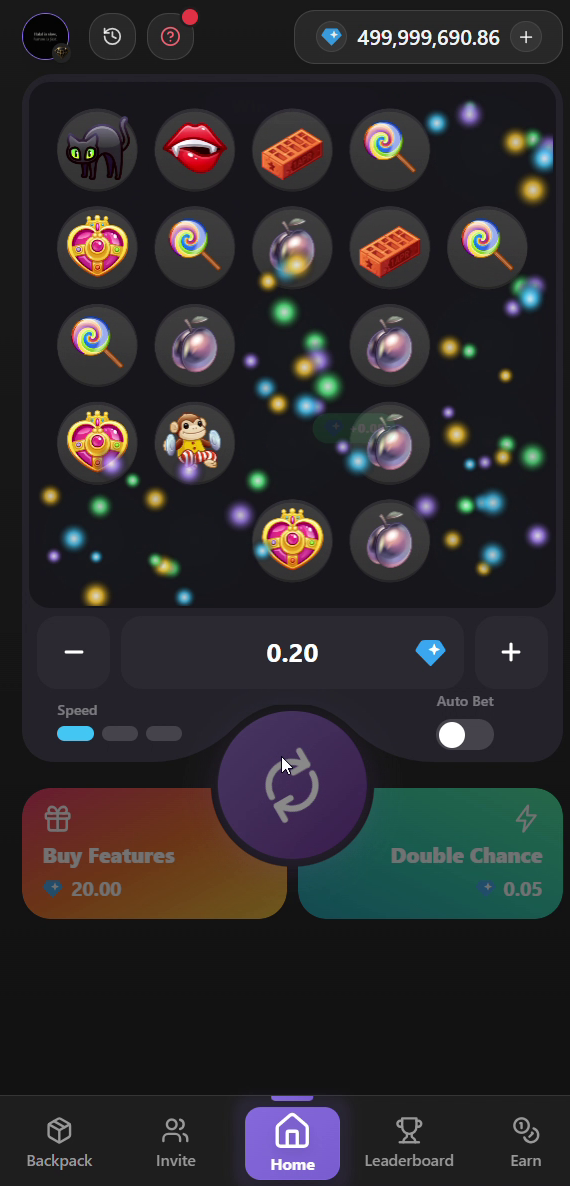 499,999,690.86
0.20
Speed
Auto Bet
Buy Features
20.00
Double Chance
0.05
Backpack
Invite
Home
Leaderboard
Earn